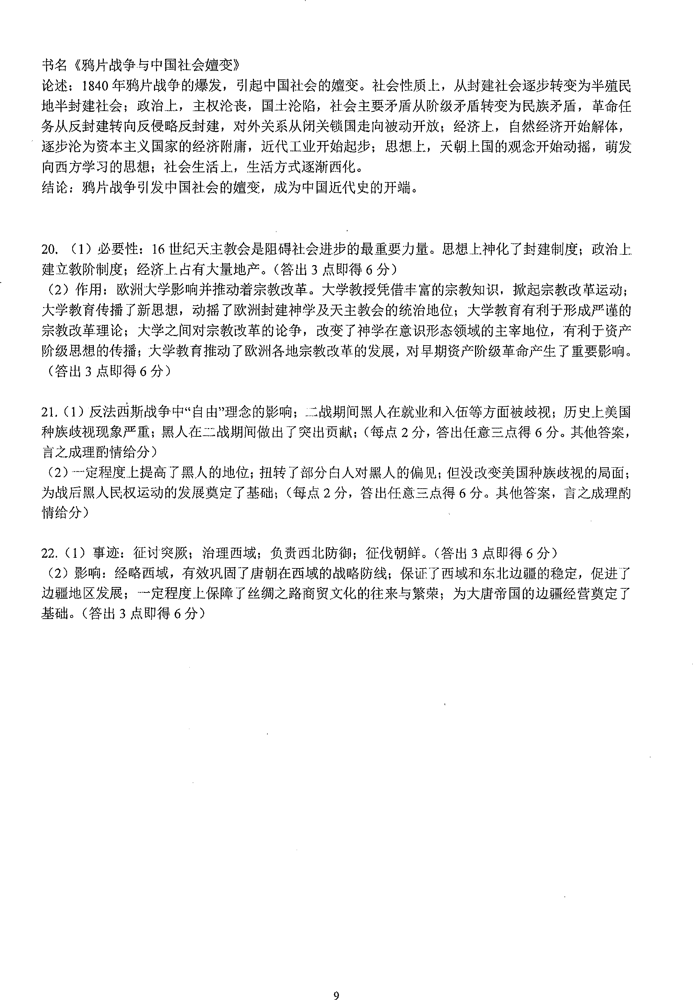 书名《鸦片战争与中国社会嬗变》
论述：1840 年鸦片战争的爆发，引起中国社会的嬗变。社会性质上，从封建社会逐步转变为半殖民
地半封建社会；政治上，主权沦丧，国土沦陷，社会主要矛盾从阶级矛盾转变为民族矛盾，革命任
务从反封建转向反侵略反封建，对外关系从闭关锁国走向被动开放；经济上，自然经济开始解体，
逐步沦为资本主义国家的经济附庸，近代工业开始起步；思想上，天朝上国的观念开始动摇，萌发
向西方学习的思想；社会生活上，生活方式逐渐西化。
结论：鸦片战争引发中国社会的嬗变，成为中国近代史的开端。
20. （1）必要性：16 世纪天主教会是阻碍社会进步的最重要力量。思想上神化了封建制度；政治上
建立教阶制度；经济上占有大量地产。（答出 3 点即得 6 分）
（2）作用：欧洲大学影响并推动着宗教改革。大学教授凭借丰富的宗教知识，掀起宗教改革运动；
大学教育传播了新思想，动摇了欧洲封建神学及天主教会的统治地位；大学教育有利于形成严谨的
宗教改革理论；大学之间对宗教改革的论争，改变了神学在意识形态领域的主宰地位，有利于资产
阶级思想的传播；大学教育推动了欧洲各地宗教改革的发展，对早期资产阶级革命产生了重要影响。
（答出 3 点即得 6 分）
21.（1）反法西斯战争中“自由”理念的影响；二战期间黑人在就业和入伍等方面被歧视；历史上美国
种族歧视现象严重；黑人在二战期间做出了突出贡献；（每点 2 分，答出任意三点得 6 分。其他答案，
言之成理酌情给分）
（2）一定程度上提高了黑人的地位；扭转了部分白人对黑人的偏见；但没改变美国种族歧视的局面；
为战后黑人民权运动的发展奠定了基础；（每点 2 分，答出任意三点得 6 分。其他答案，言之成理酌
情给分）
22.（1）事迹：征讨突厥；治理西域；负责西北防御；征伐朝鲜。（答出 3 点即得 6 分）
（2）影响：经略西域，有效巩固了唐朝在西域的战略防线；保证了西域和东北边疆的稳定，促进了
边疆地区发展；一定程度上保障了丝绸之路商贸文化的往来与繁荣；为大唐帝国的边疆经营奠定了
基础。（答出 3 点即得 6 分）
9